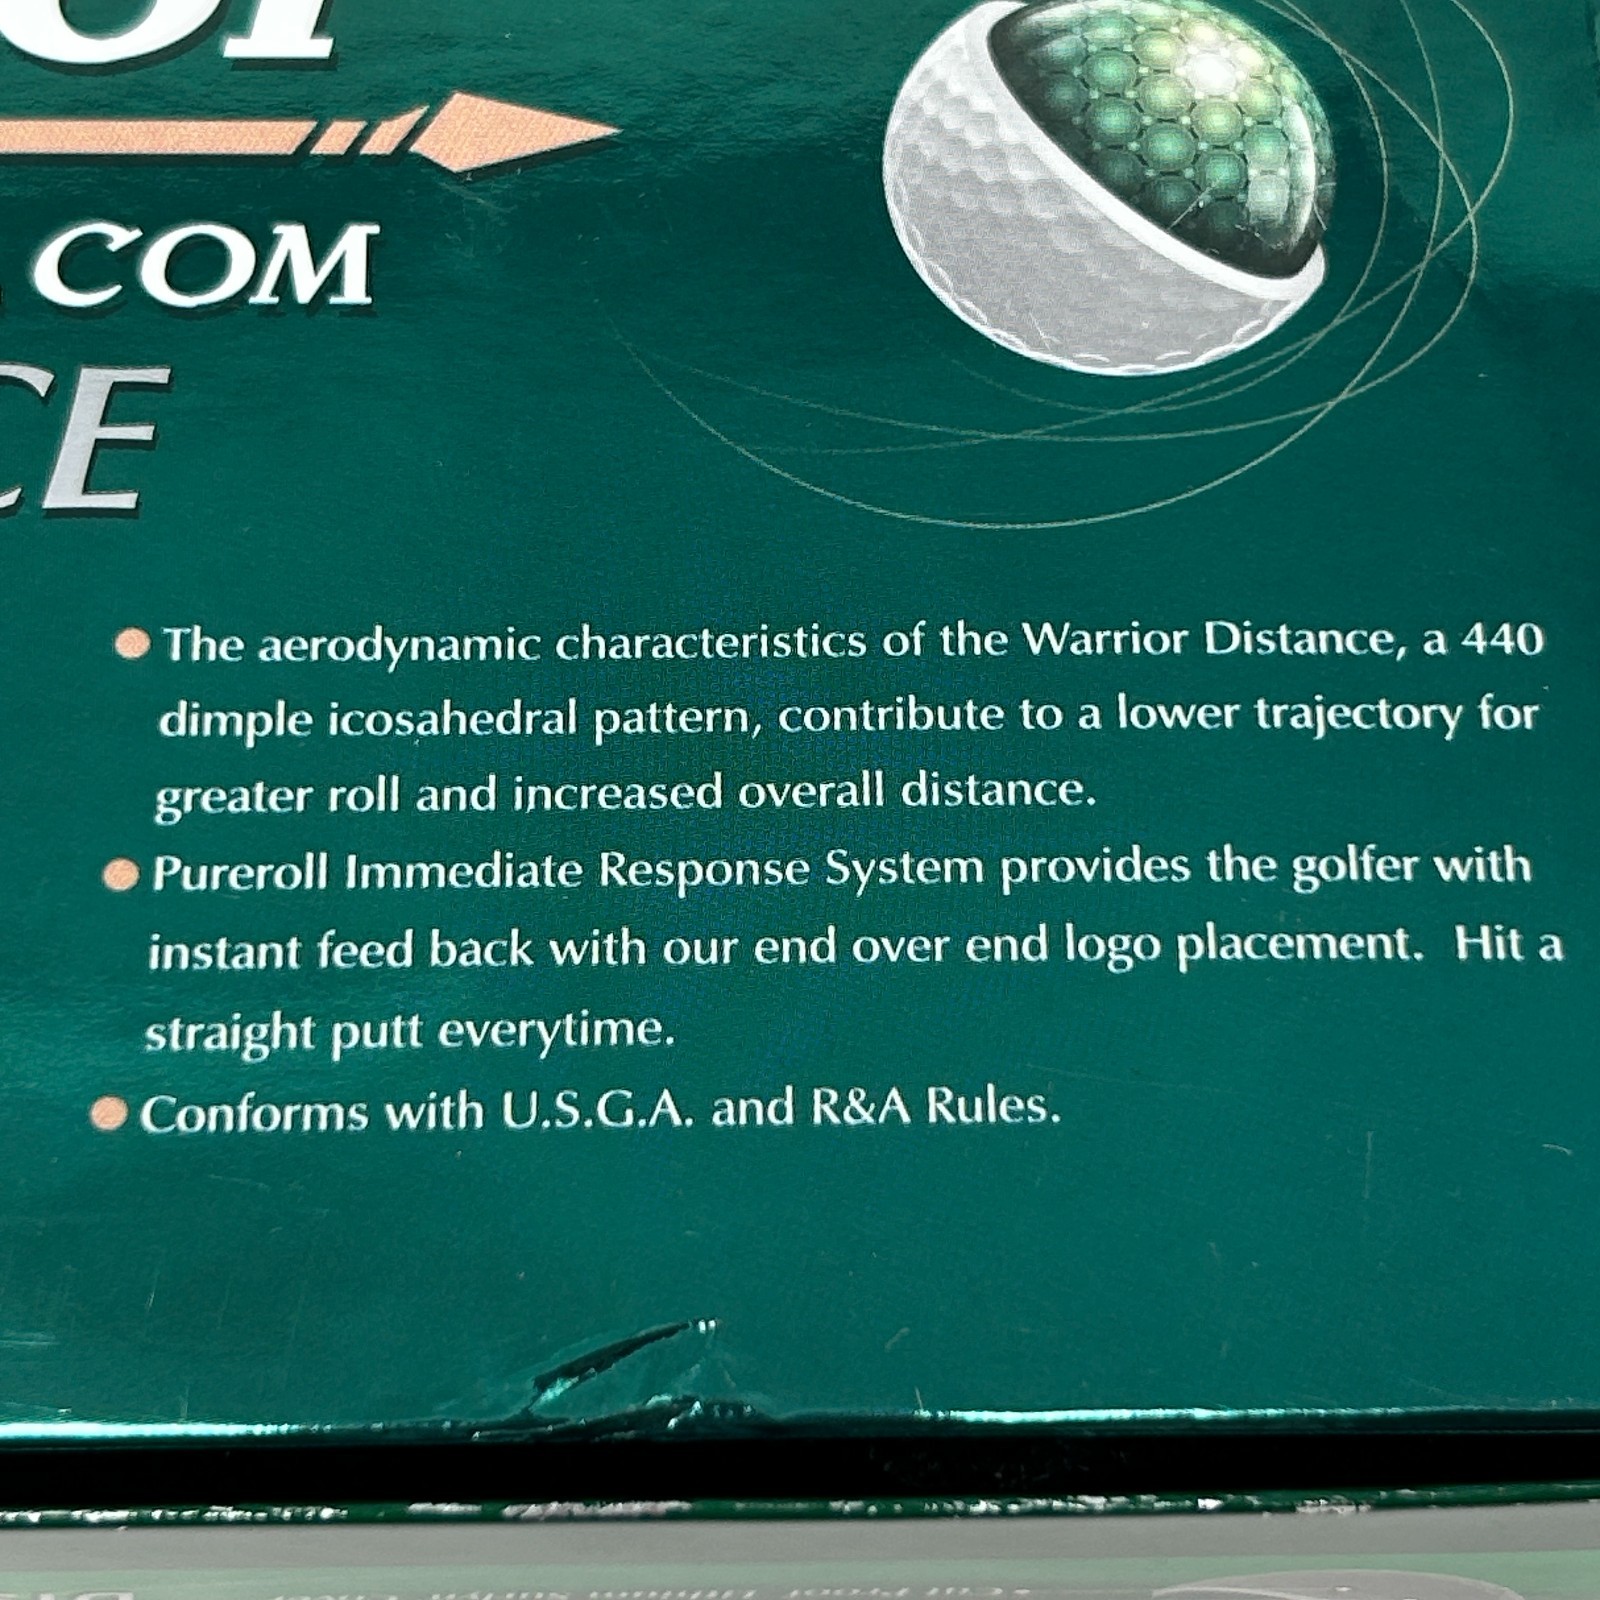 COM
CE
The aerodynamic characteristics of the Warrior Distance, a 440
dimple icosahedral pattern, contribute to a lower trajectory for
greater roll and increased overall distance.
Pureroll Immediate Response System provides the golfer with
instant feed back with our end over end logo placement. Hit a
straight putt everytime.
Conforms with U.S.G.A. and R&A Rules.